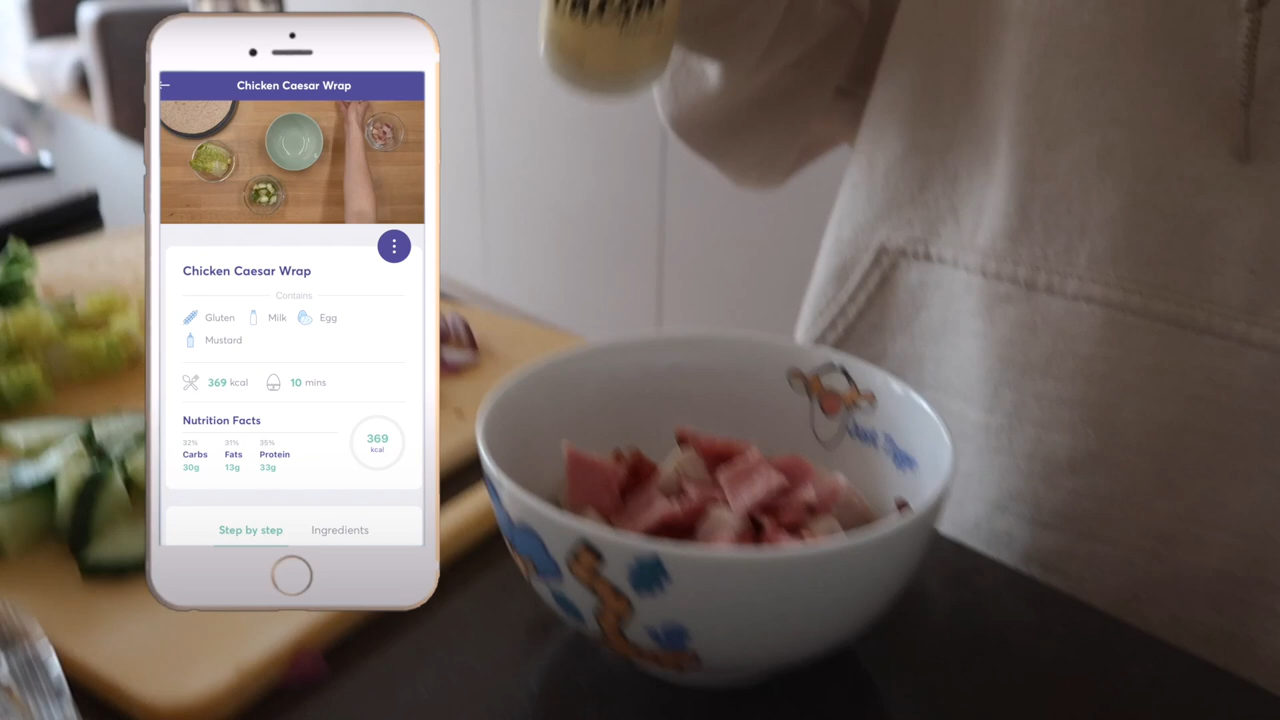 Chicken Caesar Wrap
Chicken Caesar Wrap
Contains
Gluten Milk Egg
Mustard
369 kcal 10 mins
Nutrition Facts
32% 31% 35%
Carbs Fats Protein
30g 13g 33g
369
kcal
Step by step Ingredients